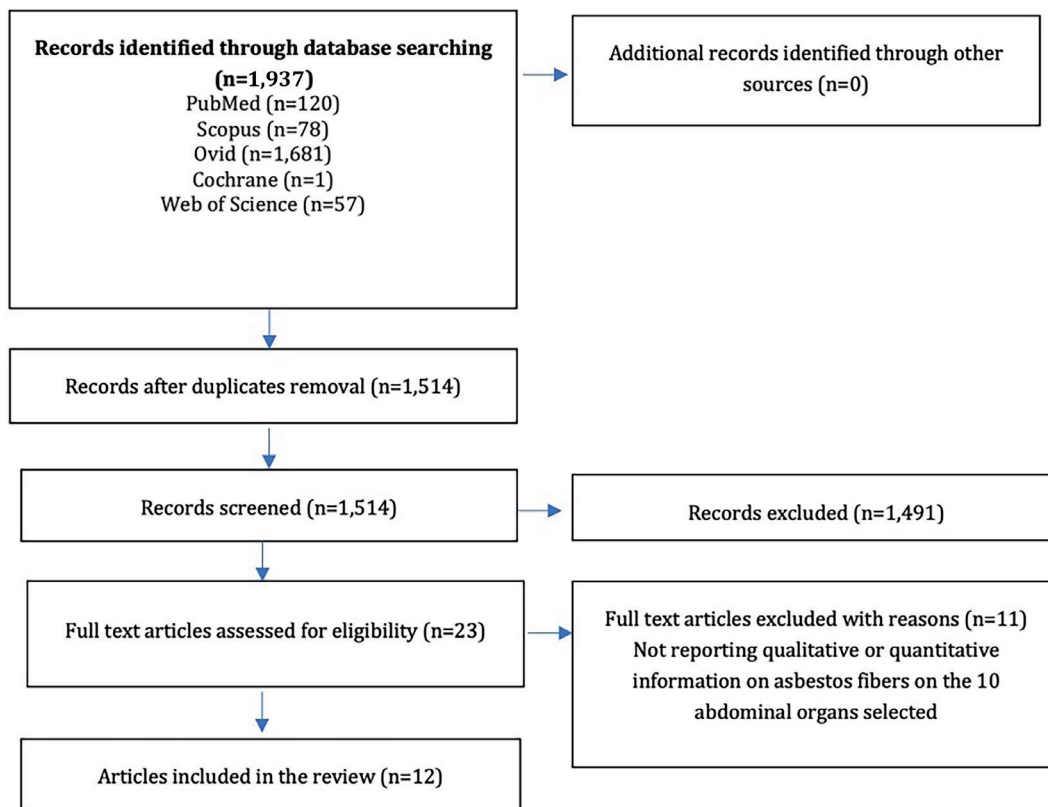 Records identified through database searching
(n=1,937)
PubMed (n=120)
Scopus (n=78)
Ovid (n=1,681)
Cochrane (n=1)
Web of Science (n=57)
Additional records identified through other
sources (n=0)
Records after duplicates removal (n=1,514)
Records screened (n=1,514)
Records excluded (n=1,491)
Full text articles assessed for eligibility (n=23)
Full text articles excluded with reasons (n=11)
Not reporting qualitative or quantitative
information on asbestos fibers on the 10
abdominal organs selected
Articles included in the review (n=12)